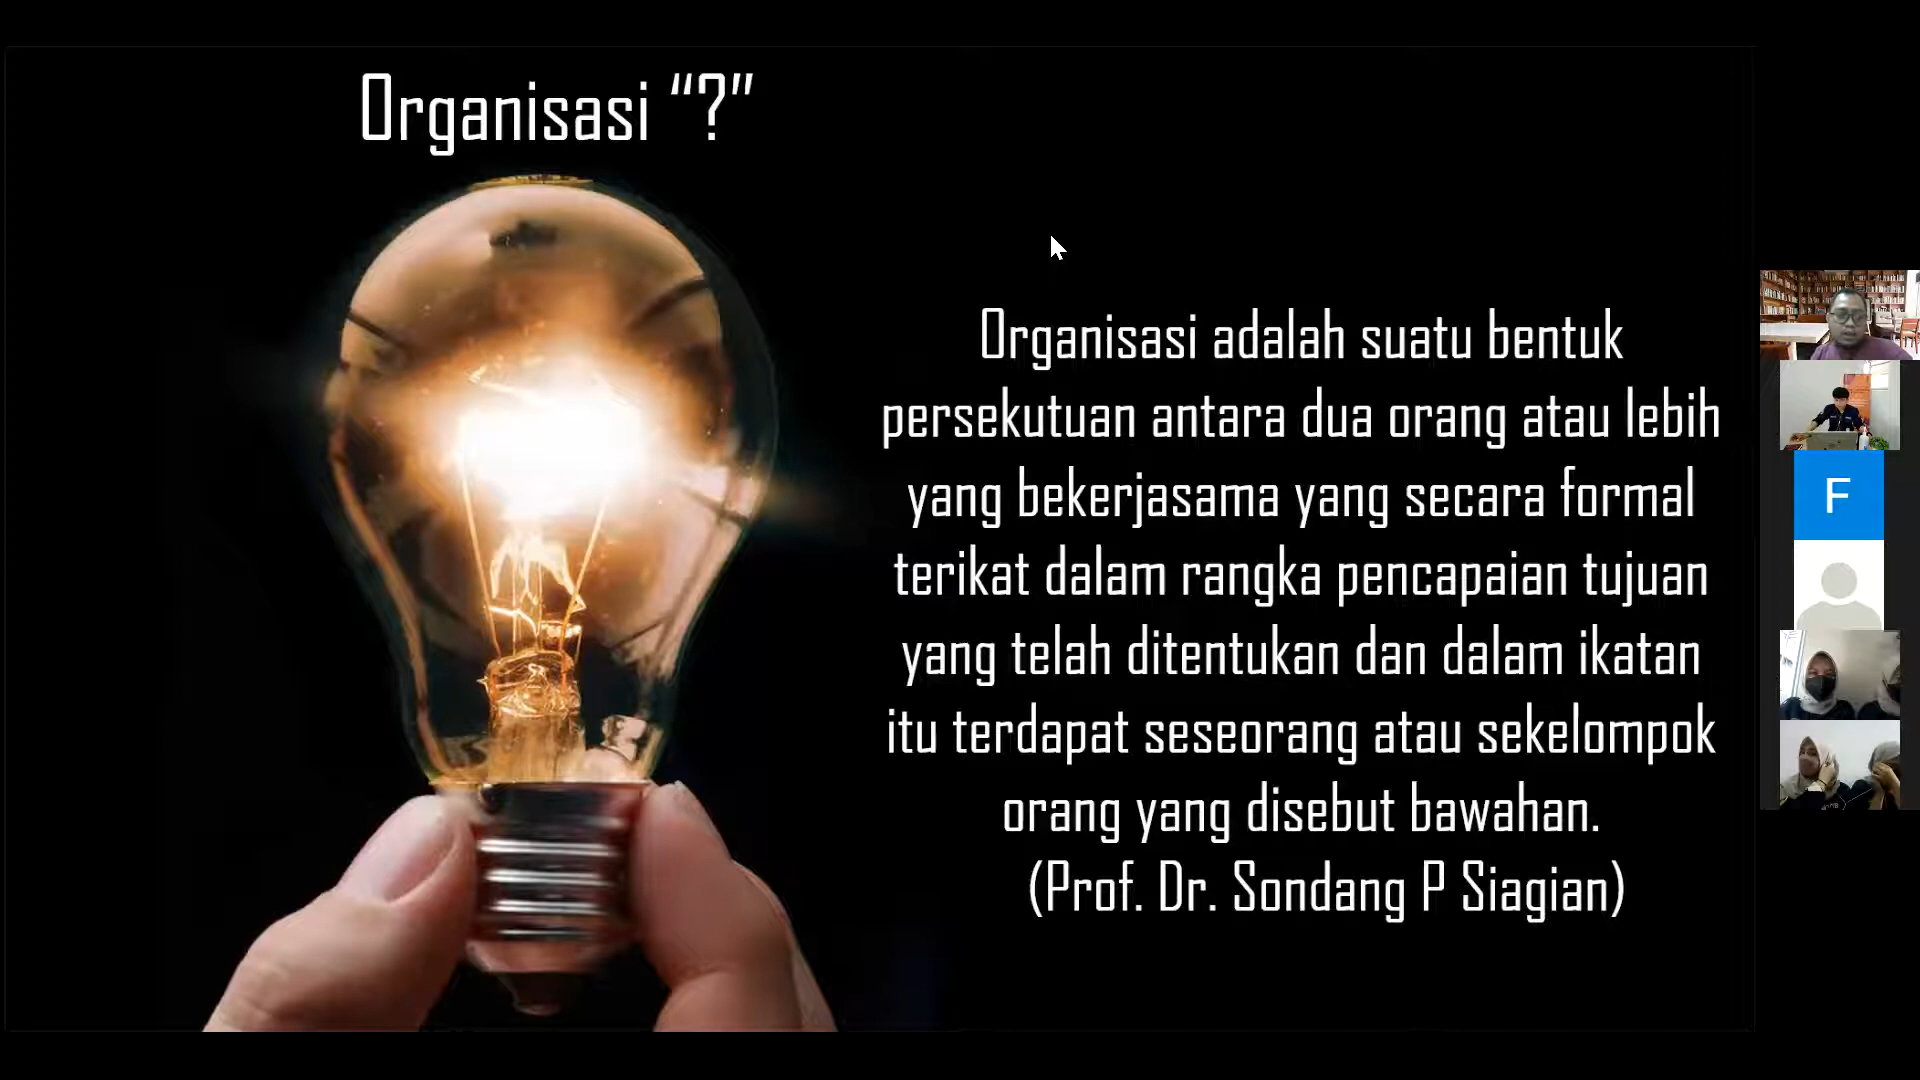 Organisasi “?”
Organisasi adalah suatu bentuk
persekutuan antara dua orang atau lebih
yang bekerjasama yang secara formal
terikat dalam rangka pencapaian tujuan
yang telah ditentukan dan dalam ikatan
itu terdapat seseorang atau sekelompok
orang yang disebut bawahan.
(Prof. Dr. Sondang P Siagian)
F